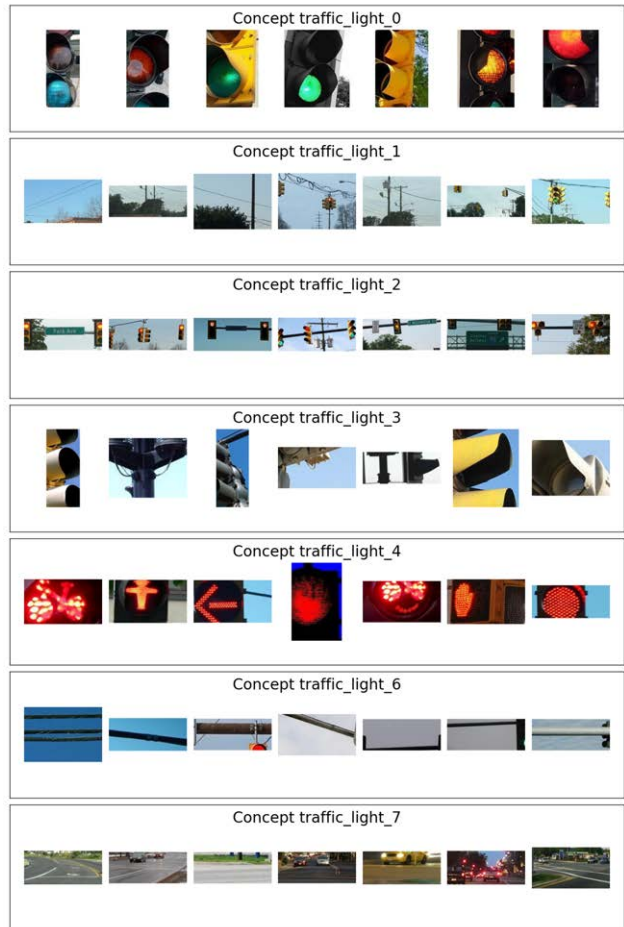 Concept traffic_light_0
Concept traffic_light_1
Concept traffic_light_2
Concept traffic_light_3
Concept traffic_light_4
Concept traffic_light_6
Concept traffic_light_7